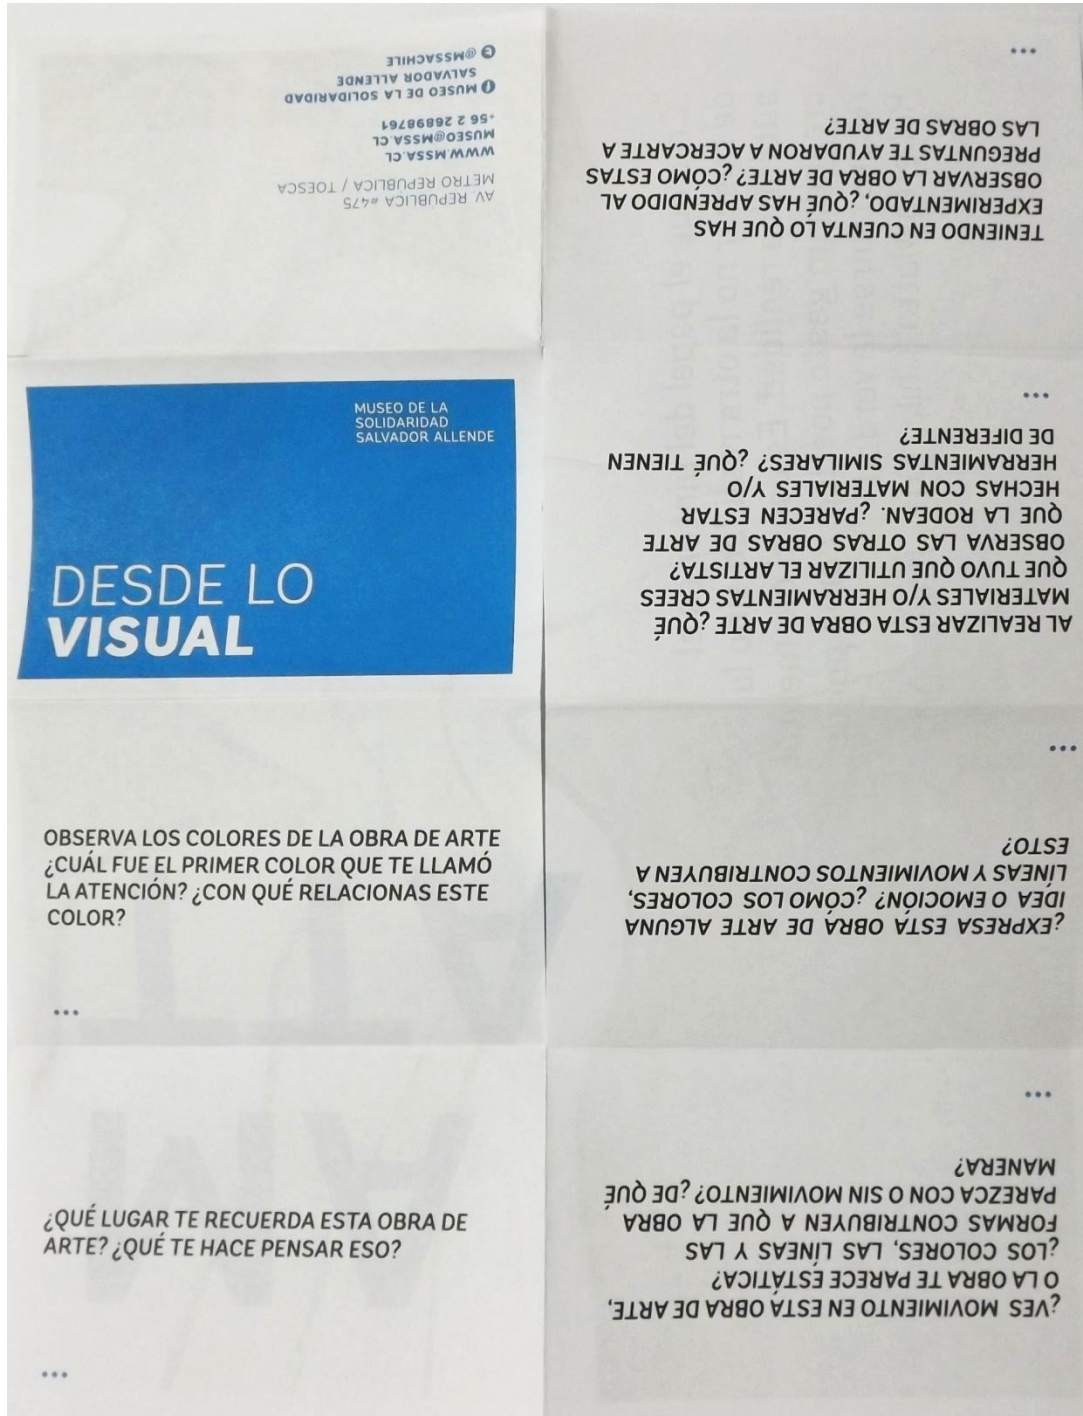 MUSEO DE LA
SOLIDARIDAD
SALVADOR ALLENDE
DESDE LO
VISUAL
OBSERVA LOS COLORES DE LA OBRA DE ARTE
¿CUÁL FUE EL PRIMER COLOR QUE TE LLAMÓ
LA ATENCIÓN? ¿CON QUÉ RELACIONAS ESTE
COLOR?
...
¿QUÉ LUGAR TE RECUERDA ESTA OBRA DE
ARTE? ¿QUÉ TE HACE PENSAR ESO?
...
¿VES MOVIMIENTO EN ESTÁ OBRA DE ARTE,
O LA OBRA TE PARECE ESTÁTICA?
¿LOS COLORES, LAS LÍNEAS Y LAS
FORMAS CONTRIBUYEN A QUE LA OBRA
PAREZCA CON O SIN MOVIMIENTO? ¿DE QUÉ
MANERA?
...
¿EXPRESA ESTÁ OBRA DE ARTE ALGUNA
IDEA O EMOCIÓN? ¿CÓMO LOS COLORES,
LÍNEAS Y MOVIMIENTOS CONTRIBUYEN A
ESTO?
...
AL REALIZAR ESTA OBRA DE ARTE ¿QUÉ
MATERIALES Y/O HERRAMIENTAS CREES
QUE TUVO QUE UTILIZAR EL ARTISTA?
OBSERVA LAS OTRAS OBRAS DE ARTE
QUE LA RODEAN. ¿PARECEN ESTAR
HECHAS CON MATERIALES Y/O
HERRAMIENTAS SIMILARES? ¿QUÉ TIENEN
DE DIFERENTE?
...
TENIENDO EN CUENTA LO QUE HAS
EXPERIMENTADO, ¿QUÉ HAS APRENDIDO AL
OBSERVAR LA OBRA DE ARTE? ¿CÓMO ESTAS
PREGUNTAS TE AYUDARON A ACERCARTE A
LAS OBRAS DE ARTE?
...
AV. REPÚBLICA #475
METRO REPÚBLICA / TOESCA
WWW.MSSA.CL
MUSEO@MSSA.CL
+56 2 26898761
MUSEO DE LA SOLIDARIDAD
SALVADOR ALLENDE
@MSSACHILE